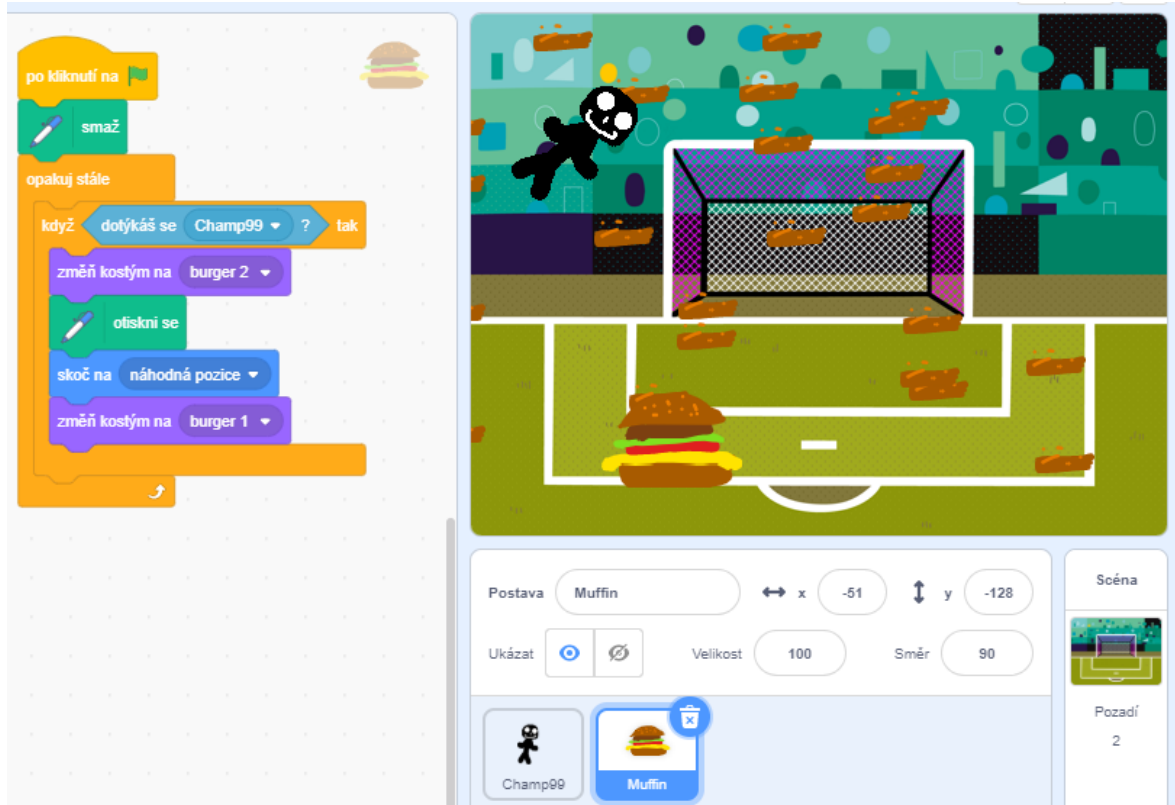 po kliknutí na
smaž
opakuj stále
když dotýkáš se Champ99 ? tak
změň kostým na burger 2
otiskni se
skoč na náhodná pozice
změň kostým na burger 1
Postava Muffin x -51 y -128
Ukázat Velikost 100 Směr 90
Champ99
Muffin
Scéna
Pozadí
2